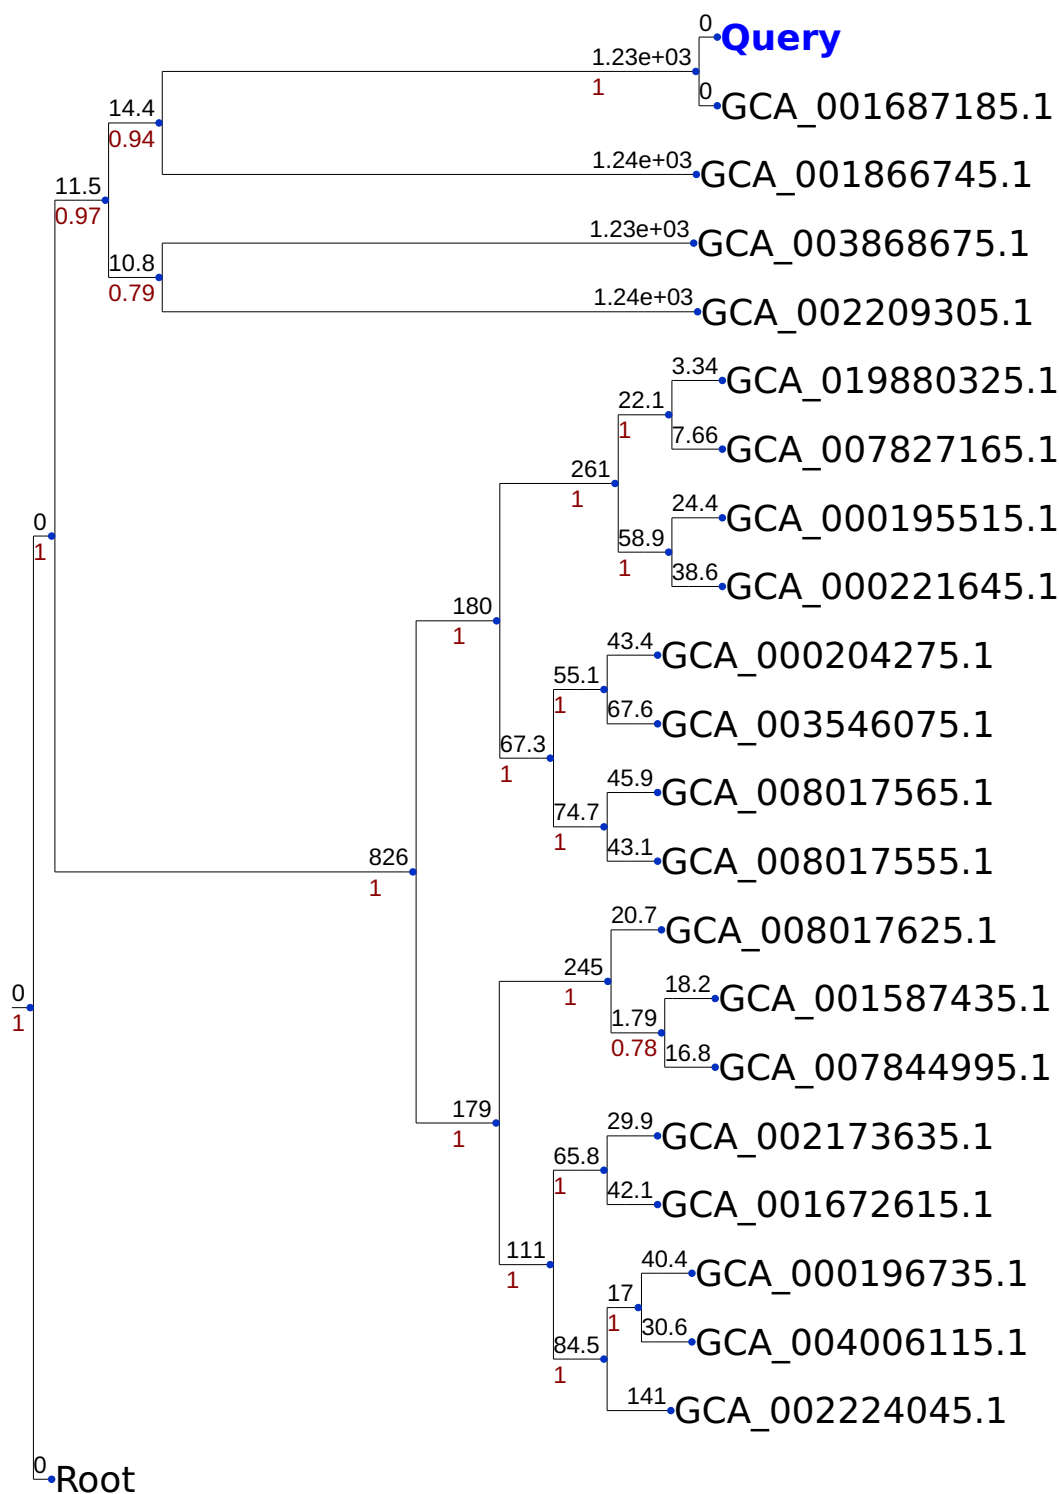 0
Query
1.23e+03
1
0
GCA_001687185.1
14.4
0.94
1.24e+03
GCA_001866745.1
11.5
0.97
1.23e+03
GCA_003868675.1
10.8
0.79
1.24e+03
GCA_002209305.1
3.34
GCA_019880325.1
22.1
1
7.66
GCA_007827165.1
261
1
24.4
GCA_000195515.1
58.9
1
38.6
GCA_000221645.1
0
1
180
1
43.4
GCA_000204275.1
55.1
1
67.6
GCA_003546075.1
67.3
1
45.9
GCA_008017565.1
74.7
1
43.1
GCA_008017555.1
826
1
20.7
GCA_008017625.1
245
1
18.2
GCA_001587435.1
1.79
0.78
16.8
GCA_007844995.1
0
1
179
1
29.9
GCA_002173635.1
65.8
1
42.1
GCA_001672615.1
111
1
40.4
GCA_000196735.1
17
1
30.6
GCA_004006115.1
84.5
1
141
GCA_002224045.1
0
Root